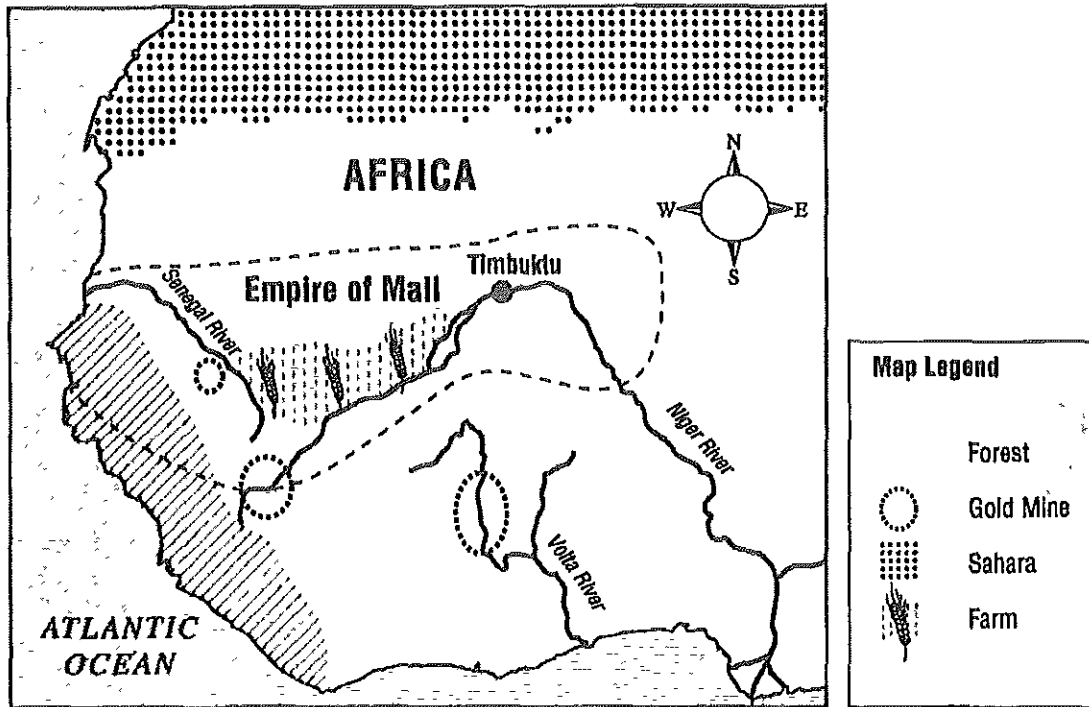 AFRICA
N
W
E
S
Timbuktu
Empire of Mali
Senegal River
Niger River
Volta River
ATLANTIC
OCEAN
Map Legend
Forest
Gold Mine
Sahara
Farm